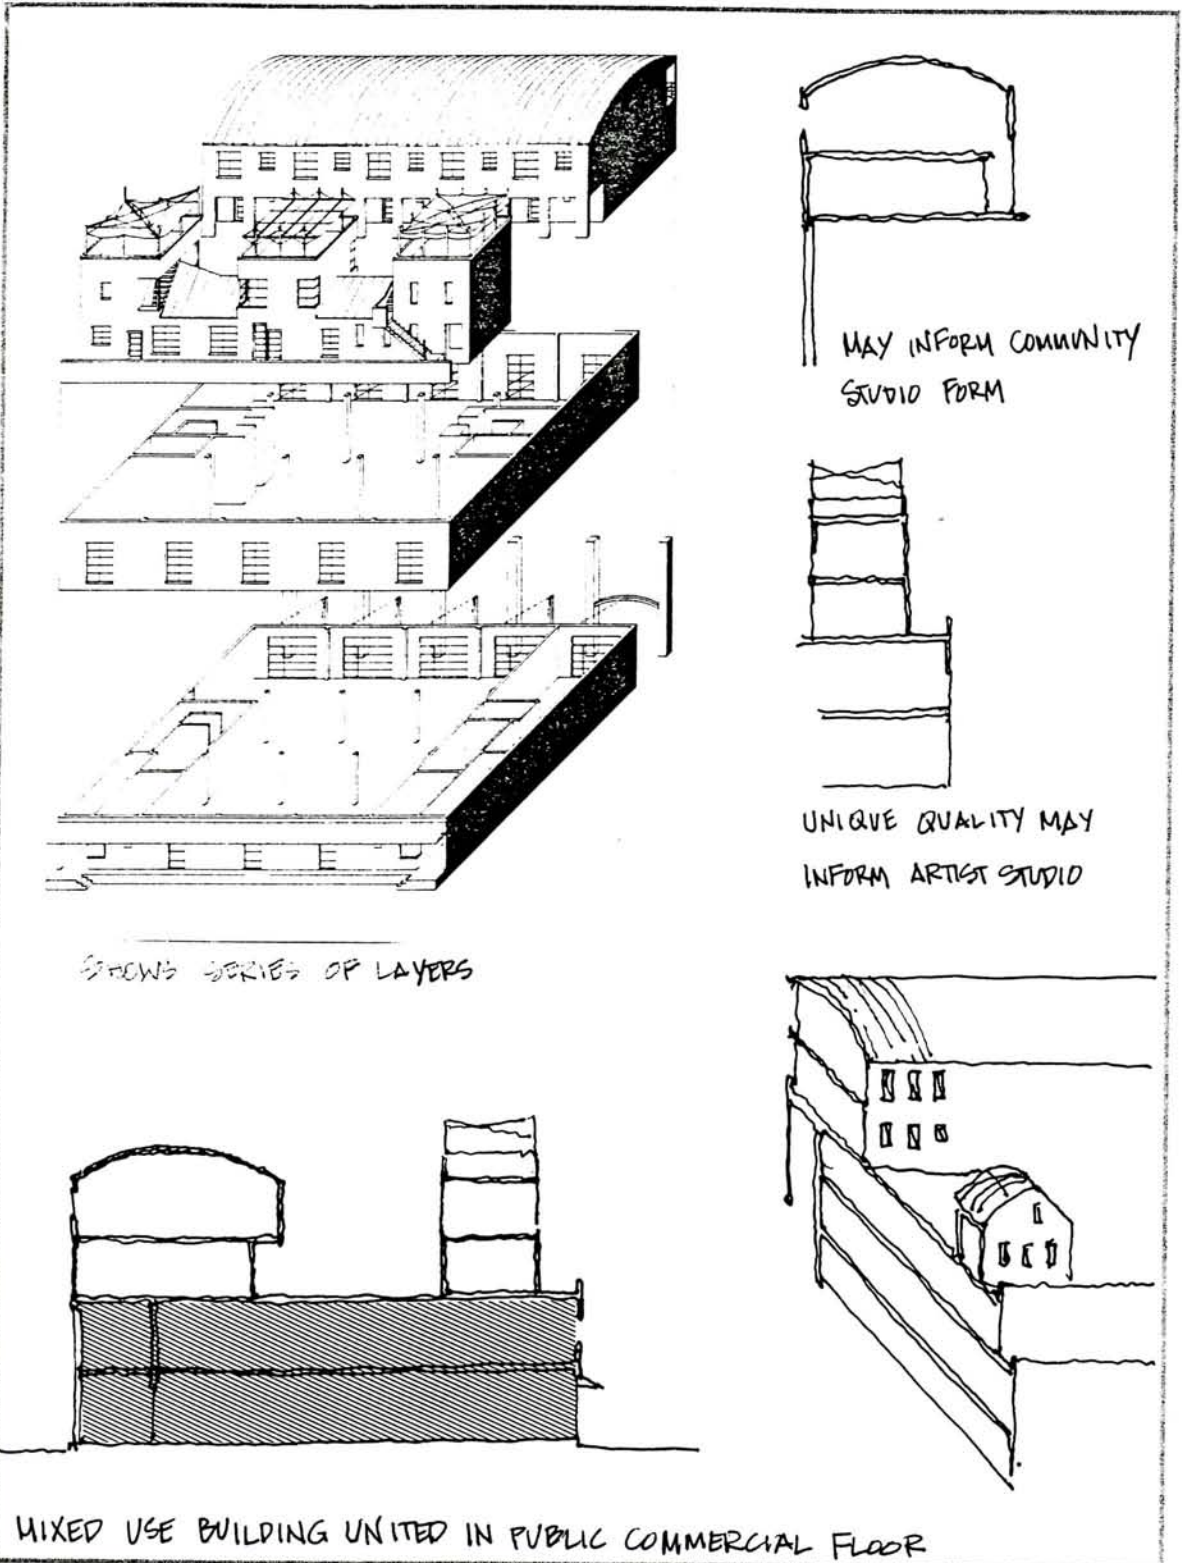 MAY INFORM COMMUNITY
STUDIO FORM
UNIQUE QUALITY MAY
INFORM ARTIST STUDIO
SHOWS SERIES OF LAYERS
MIXED USE BUILDING UNITED IN PUBLIC COMMERCIAL FLOOR